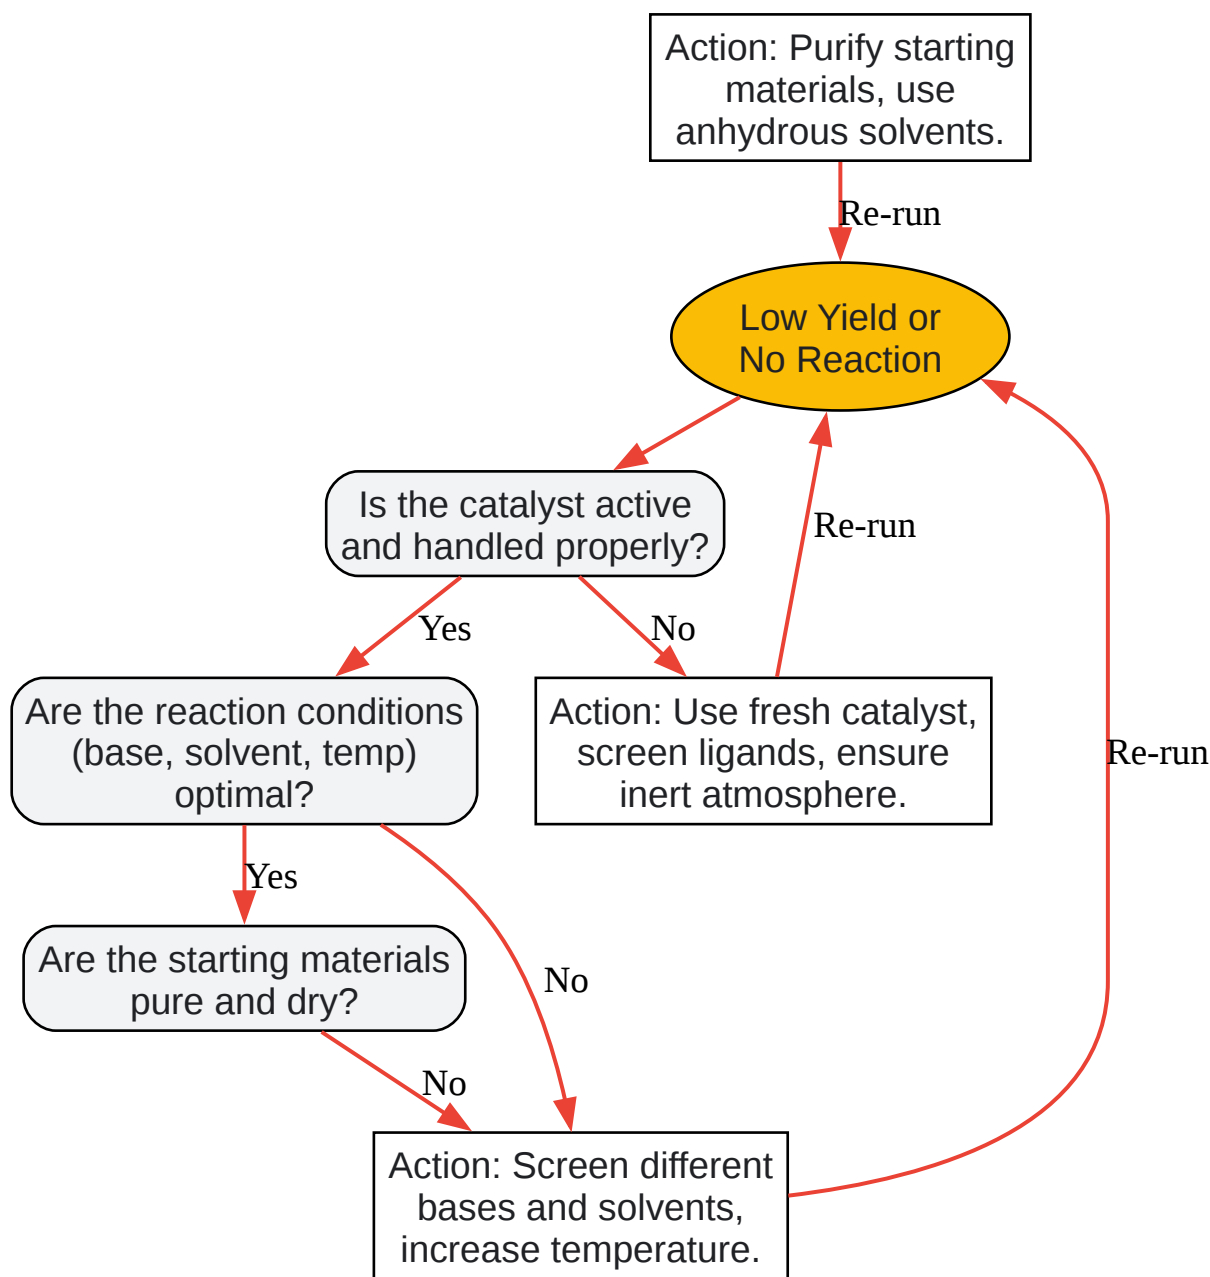 Action: Purify starting
materials, use
anhydrous solvents.
Re-run
Low Yield or
No Reaction
Is the catalyst active
and handled properly?
Re-run
Yes
No
Are the reaction conditions
(base, solvent, temp)
optimal?
Action: Use fresh catalyst,
screen ligands, ensure
inert atmosphere.
Re-run
Yes
Are the starting materials
pure and dry?
No
No
Action: Screen different
bases and solvents,
increase temperature.